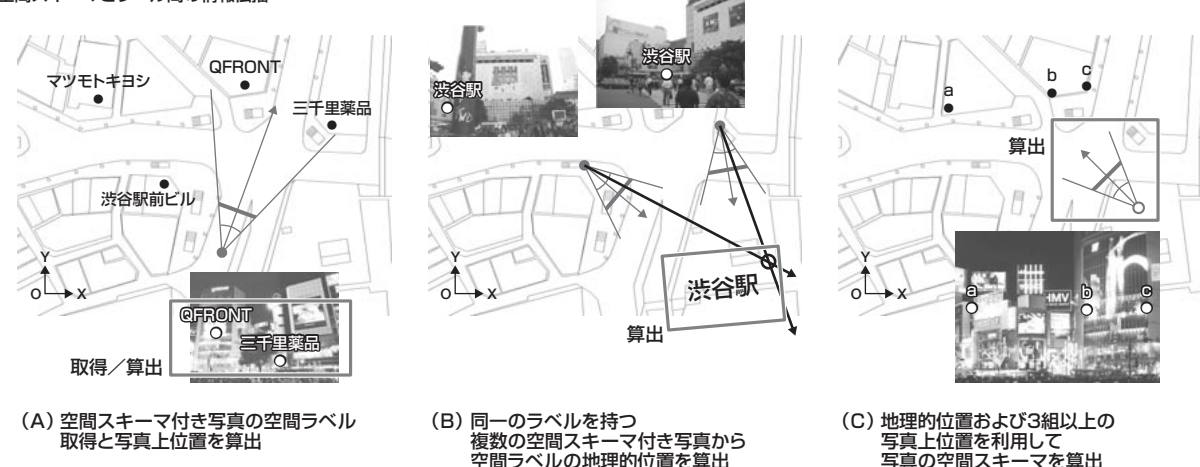 マツモトキヨシ
QFRONT
三千里薬品
渋谷駅前ビル
Y
O
X
QFRONT
三千里薬品
取得／算出
（A）空間スキーマ付き写真の空間ラベル
取得と写真上位置を算出
渋谷駅
渋谷駅
Y
O
X
渋谷駅
算出
（B）同一のラベルを持つ
複数の空間スキーマ付き写真から
空間ラベルの地理的位置を算出
a
b
c
算出
Y
O
X
a
HMV
b
c
（C）地理的位置および3組以上の
写真上位置を利用して
写真の空間スキーマを算出